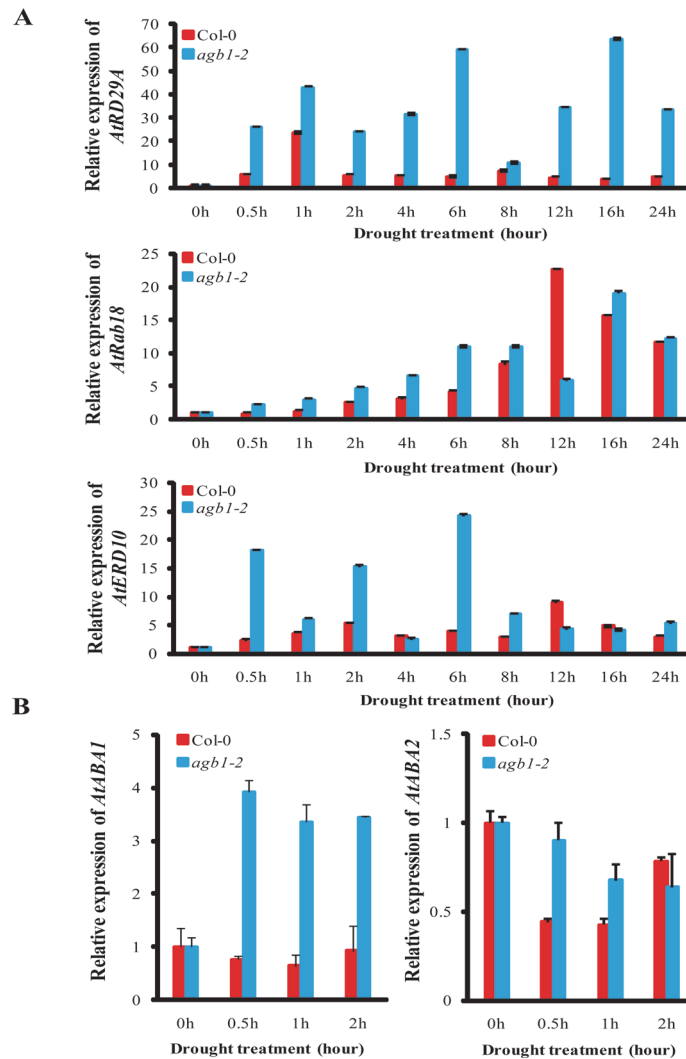 A
Relative expression of
AtRD29A
70
60
50
40
30
20
10
0
Col-0
agb1-2
0h 0.5h 1h 2h 4h 6h 8h 12h 16h 24h
Drought treatment (hour)
Relative expression of
AtRab18
25
20
15
10
5
0
Col-0
agb1-2
0h 0.5h 1h 2h 4h 6h 8h 12h 16h 24h
Drought treatment (hour)
Relative expression of
AtERD10
30
25
20
15
10
5
0
Col-0
agb1-2
0h 0.5h 1h 2h 4h 6h 8h 12h 16h 24h
Drought treatment (hour)
B
Relative expression of AtABA1
5
4
3
2
1
0
Col-0
agb1-2
0h 0.5h 1h 2h
Drought treatment (hour)
Relative expression of AtABA2
1.5
1
0.5
0
Col-0
agb1-2
0h 0.5h 1h 2h
Drought treatment (hour)